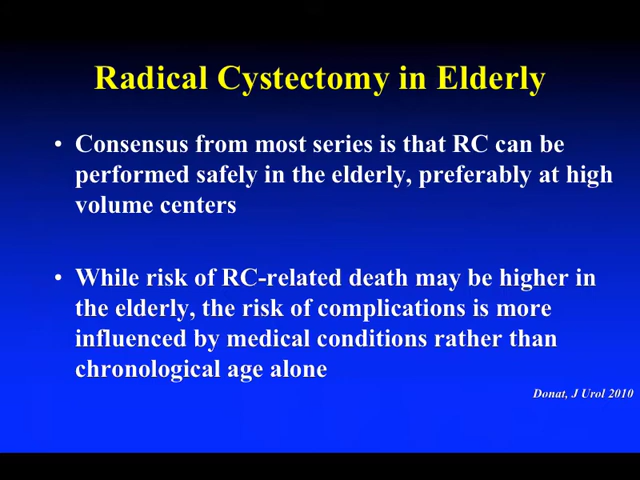 Radical Cystectomy in Elderly
• Consensus from most series is that RC can be
performed safely in the elderly, preferably at high
volume centers
• While risk of RC-related death may be higher in
the elderly, the risk of complications is more
influenced by medical conditions rather than
chronological age alone
Donat, J Urol 2010